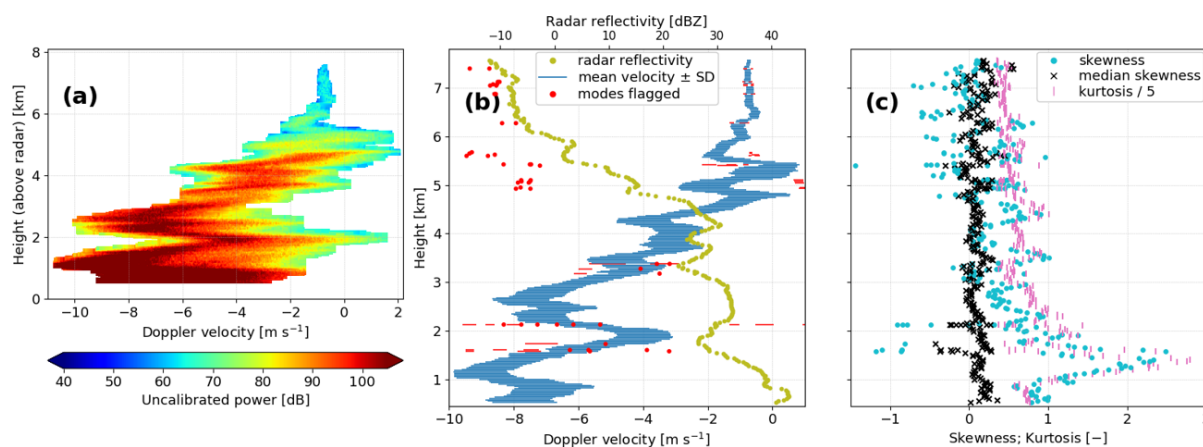 Radar reflectivity [dBZ]
−10 0 10 20 30 40
(a)
8
6
4
2
0
Height (above radar) [km]
−10 −8 −6 −4 −2 0 2
Doppler velocity [m s−1]
40 50 60 70 80 90 100
Uncalibrated power [dB]
(b)
radar reflectivity
mean velocity ± SD
modes flagged
7
6
5
4
3
2
1
Height [km]
−10 −8 −6 −4 −2 0
Doppler velocity [m s−1]
(c)
skewness
median skewness
kurtosis / 5
−1 0 1 2
Skewness; Kurtosis [−]